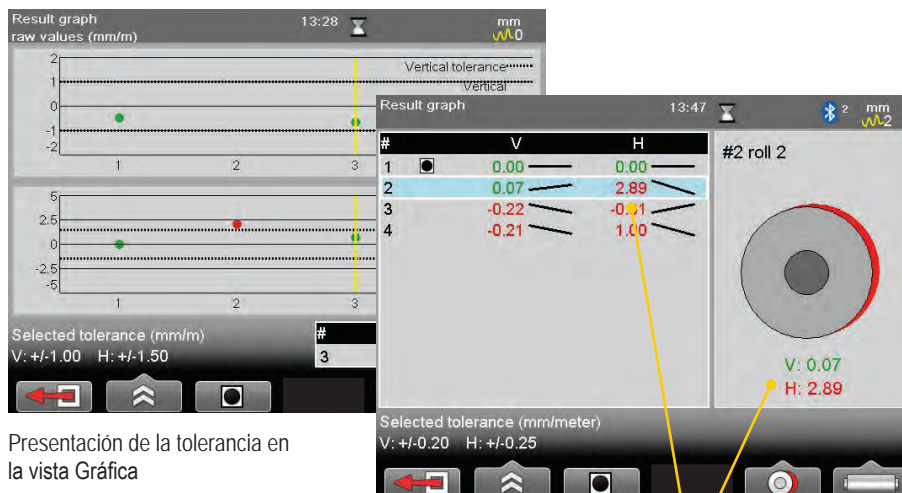 Result graph 13:28 mm
raw values (mm/m) 0
2
1
0
-1
-2
Vertical tolerance
Vertical
1 2 3
5
2.5
0
-2.5
-5
1 2 3
Selected tolerance (mm/m)
V: +/-1.00 H: +/-1.50
#
3
Presentación de la tolerancia en
la vista Gráfica
Result graph 13:47 2 mm
2
# V H
1 0.00 0.00
2 0.07 2.89
3 -0.22
4 -0.21 1.00
#2 roll 2
V: 0.07
H: 2.89
Selected tolerance (mm/meter)
V: +/-0.20 H: +/-0.25